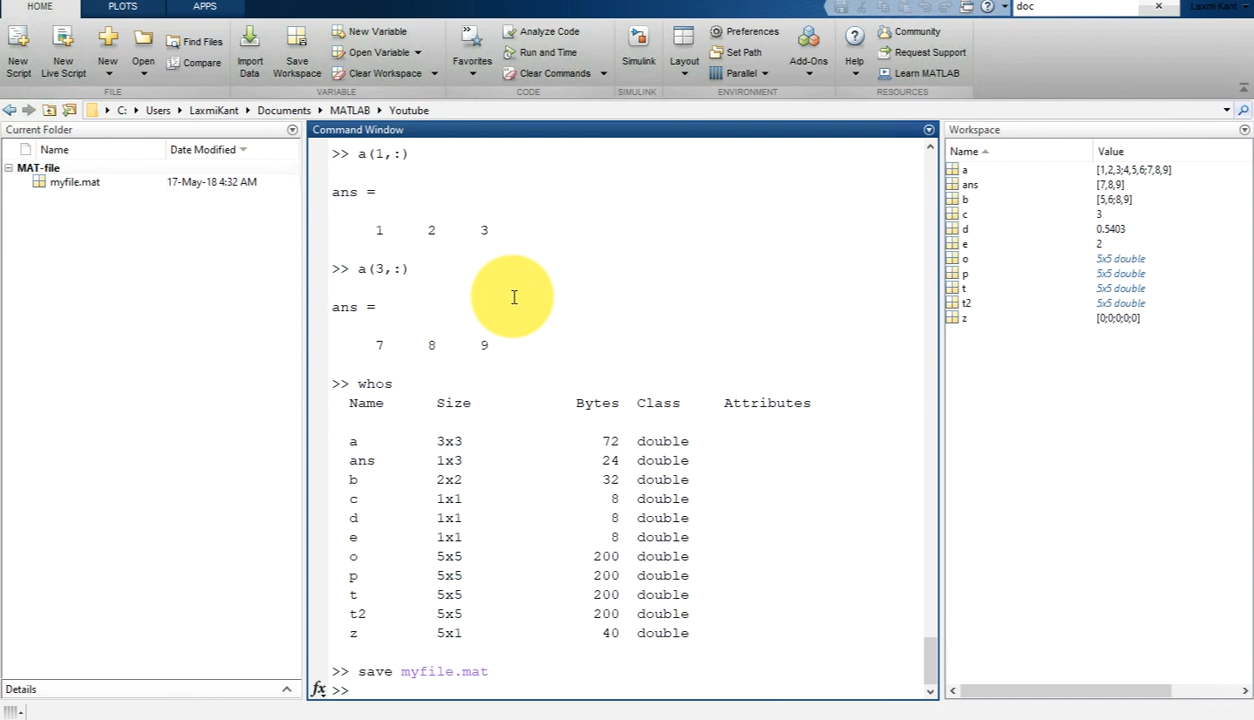 HOME PLOTS APPS doc Laxmi Kant
New Script
New Live Script
New
Open
Find Files
Compare
Import Data
Save Workspace
New Variable
Open Variable
Clear Workspace
Favorites
Analyze Code
Run and Time
Clear Commands
Simulink
Layout
Preferences
Set Path
Parallel
Add-Ons
Help
Community
Request Support
Learn MATLAB
FILE VARIABLE CODE SIMULINK ENVIRONMENT RESOURCES
C: Users LaxmiKant Documents MATLAB Youtube
Current Folder
Name Date Modified
MAT-file
myfile.mat 17-May-18 4:32 AM
Details
Command Window
>> a(1,:)
ans =
1 2 3
>> a(3,:)
ans =
7 8 9
>> whos
Name Size Bytes Class Attributes
a 3x3 72 double
ans 1x3 24 double
b 2x2 32 double
c 1x1 8 double
d 1x1 8 double
e 1x1 8 double
o 5x5 200 double
p 5x5 200 double
t 5x5 200 double
t2 5x5 200 double
z 5x1 40 double
>> save myfile.mat
fx >>
Workspace
Name Value
a [1,2,3;4,5,6;7,8,9]
ans [7,8,9]
b [5,6;8,9]
c 3
d 0.5403
e 2
o 5x5 double
p 5x5 double
t 5x5 double
t2 5x5 double
z [0;0;0;0;0]